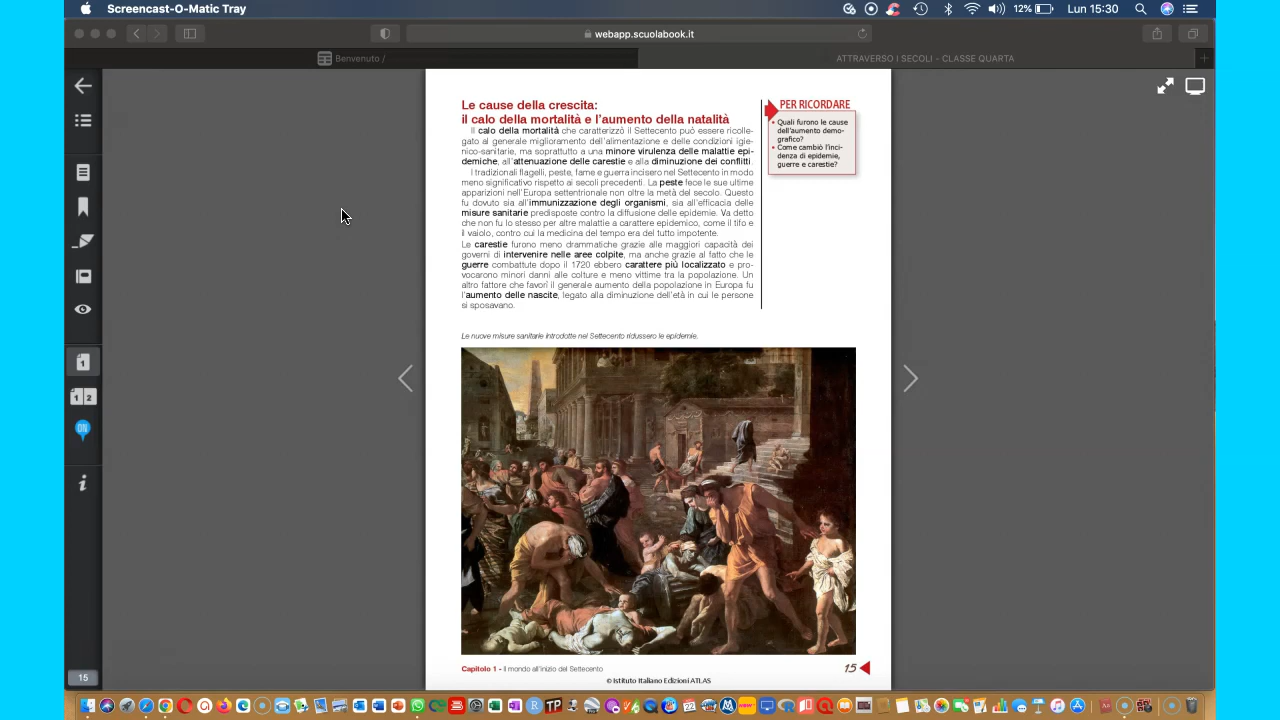 Screencast-O-Matic Tray
12%
Lun 15:30
webapp.scuolabook.it
Benvenuto /
ATTRAVERSO I SECOLI - CLASSE QUARTA
Le cause della crescita:
il calo della mortalità e l'aumento della natalità
Il calo della mortalità che caratterizzò il Settecento può essere ricolle-
gato al generale miglioramento dell'alimentazione e delle condizioni igie-
nico-sanitarie, ma soprattutto a una minore virulenza delle malattie epi-
demiche, all'attenuazione delle carestie e alla diminuzione dei conflitti.
I tradizionali flagelli, peste, fame e guerra incisero nel Settecento in modo
meno significativo rispetto ai secoli precedenti. La peste fece le sue ultime
apparizioni nell'Europa settentrionale non oltre la metà del secolo. Questo
fu dovuto sia all'immunizzazione degli organismi, sia all'efficacia delle
misure sanitarie predisposte contro la diffusione delle epidemie. Va detto
che non fu lo stesso per altre malattie a carattere epidemico, come il tifo e
il vaiolo, contro cui la medicina del tempo era del tutto impotente.
Le carestie furono meno drammatiche grazie alle maggiori capacità dei
governi di intervenire nelle aree colpite, ma anche grazie al fatto che le
guerre combattute dopo il 1720 ebbero carattere più localizzato e pro-
vocarono minori danni alle colture e meno vittime tra la popolazione. Un
altro fattore che favorì il generale aumento della popolazione in Europa fu
l'aumento delle nascite, legato alla diminuzione dell'età in cui le persone
si sposavano.
PER RICORDARE
• Quali furono le cause
dell'aumento demo-
grafico?
• Come cambiò l'inci-
denza di epidemie,
guerre e carestie?
Le nuove misure sanitarie introdotte nel Settecento ridussero le epidemie.
1
1 2
ON
i
15
Capitolo 1 - Il mondo all'inizio del Settecento
15
© Istituto Italiano Edizioni ATLAS